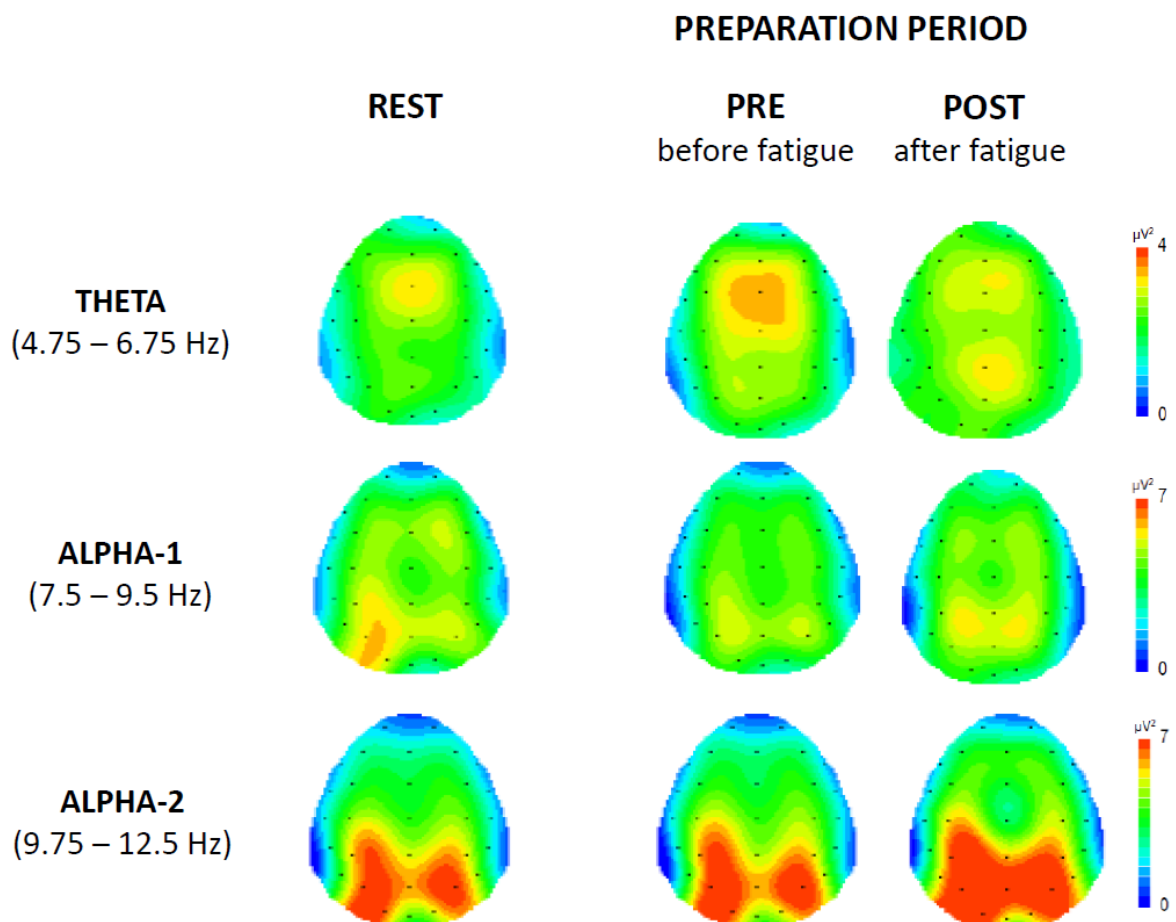 PREPARATION PERIOD
REST
PRE
before fatigue
POST
after fatigue
THETA
(4.75 – 6.75 Hz)
µV² 4
0
ALPHA-1
(7.5 – 9.5 Hz)
µV² 7
0
ALPHA-2
(9.75 – 12.5 Hz)
µV² 7
0